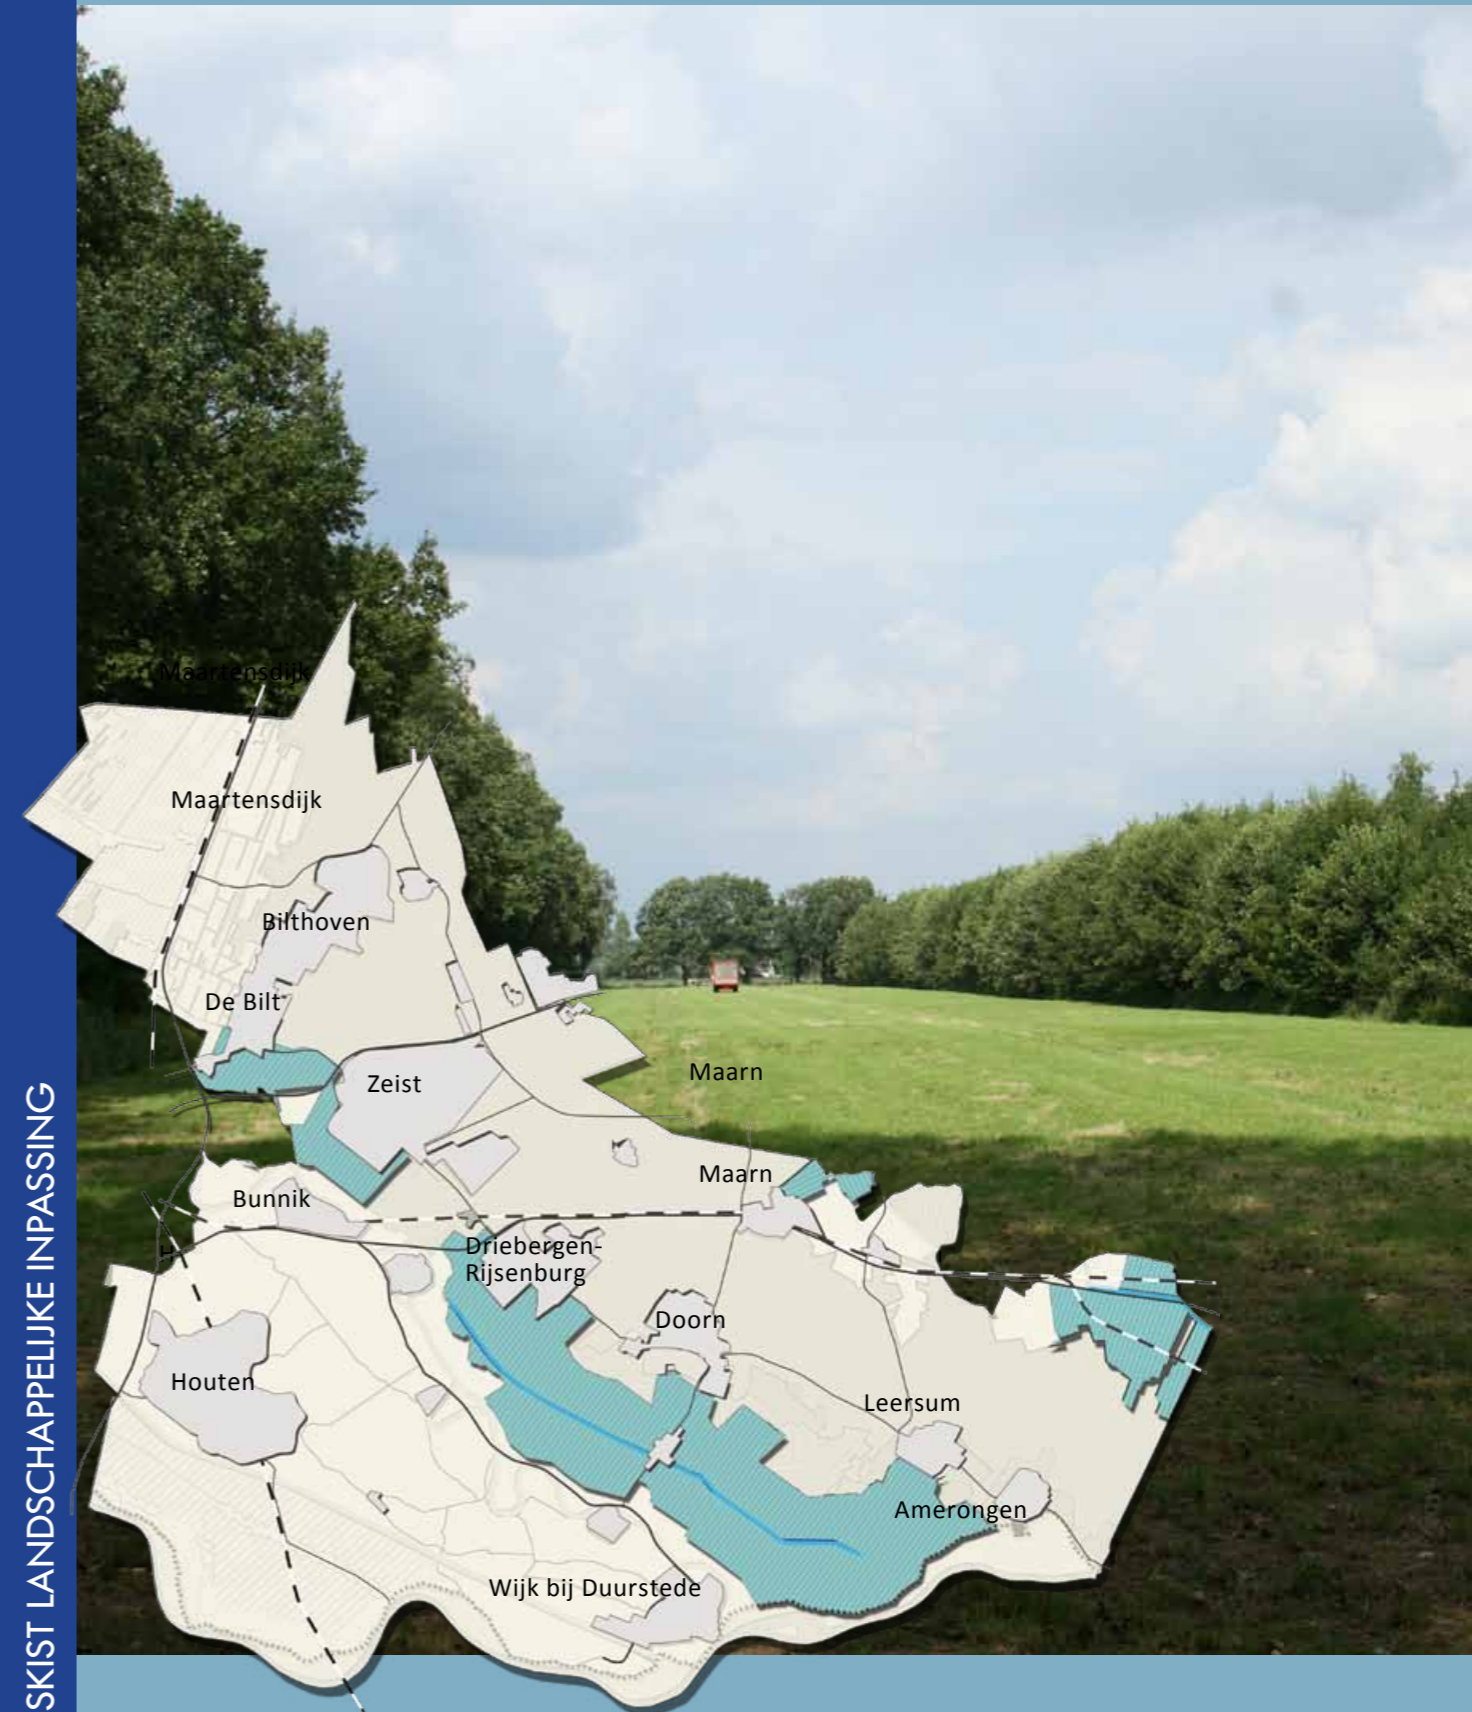 SKIST LANDSCHAPPELIJKE INPASSING
Maartensdijk
Maartensdijk
Bilthoven
De Bilt
Zeist
Maarn
Maarn
Bunnik
H
Driebergen-
Rijsenburg
Doorn
Houten
Leersum
Amerongen
Wijk bij Duurstede